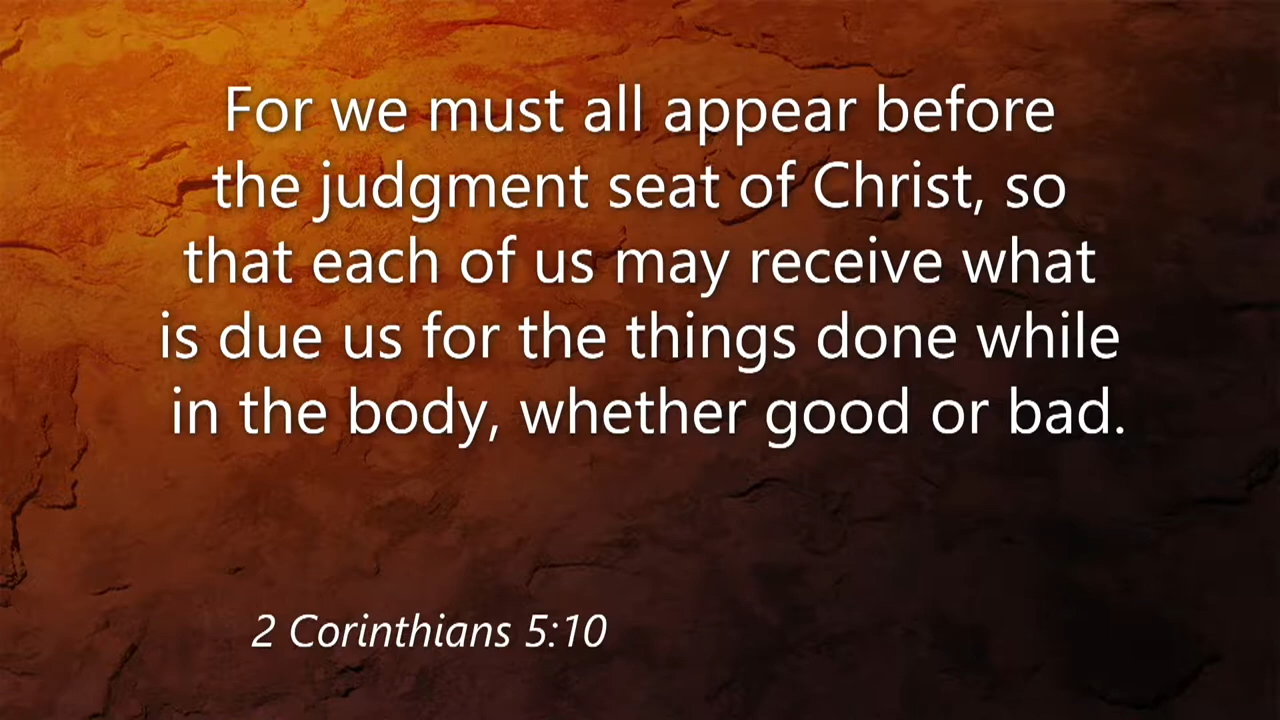 For we must all appear before
the judgment seat of Christ, so
that each of us may receive what
is due us for the things done while
in the body, whether good or bad.
2 Corinthians 5:10